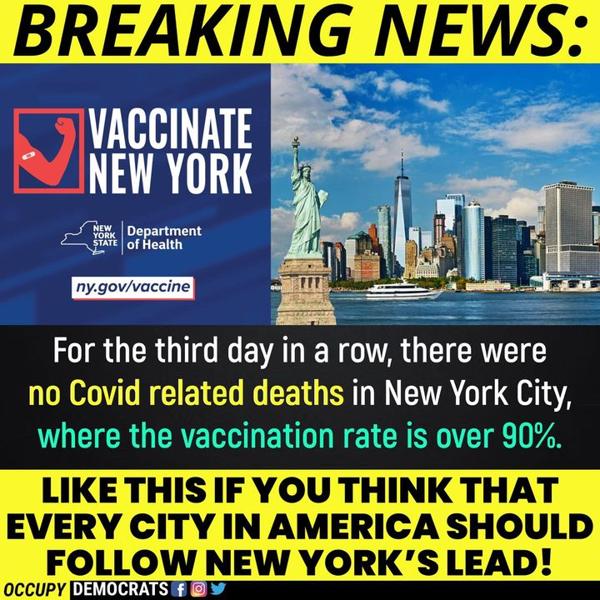 BREAKING NEWS:
VACCINATE
NEW YORK
NEW
YORK
STATE
Department
of Health
ny.gov/vaccine
For the third day in a row, there were
no Covid related deaths in New York City,
where the vaccination rate is over 90%.
LIKE THIS IF YOU THINK THAT
EVERY CITY IN AMERICA SHOULD
FOLLOW NEW YORK'S LEAD!
OCCUPY DEMOCRATS